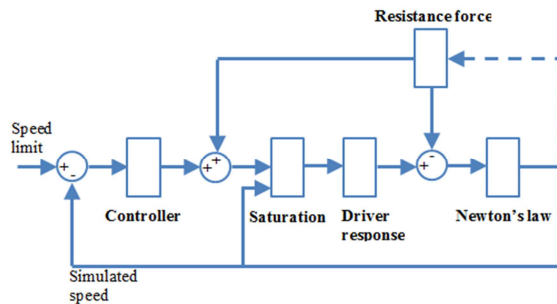 Resistance force
Speed
limit
+
-
+
+
+
-
Controller
Saturation
Driver
response
Newton's law
Simulated
speed